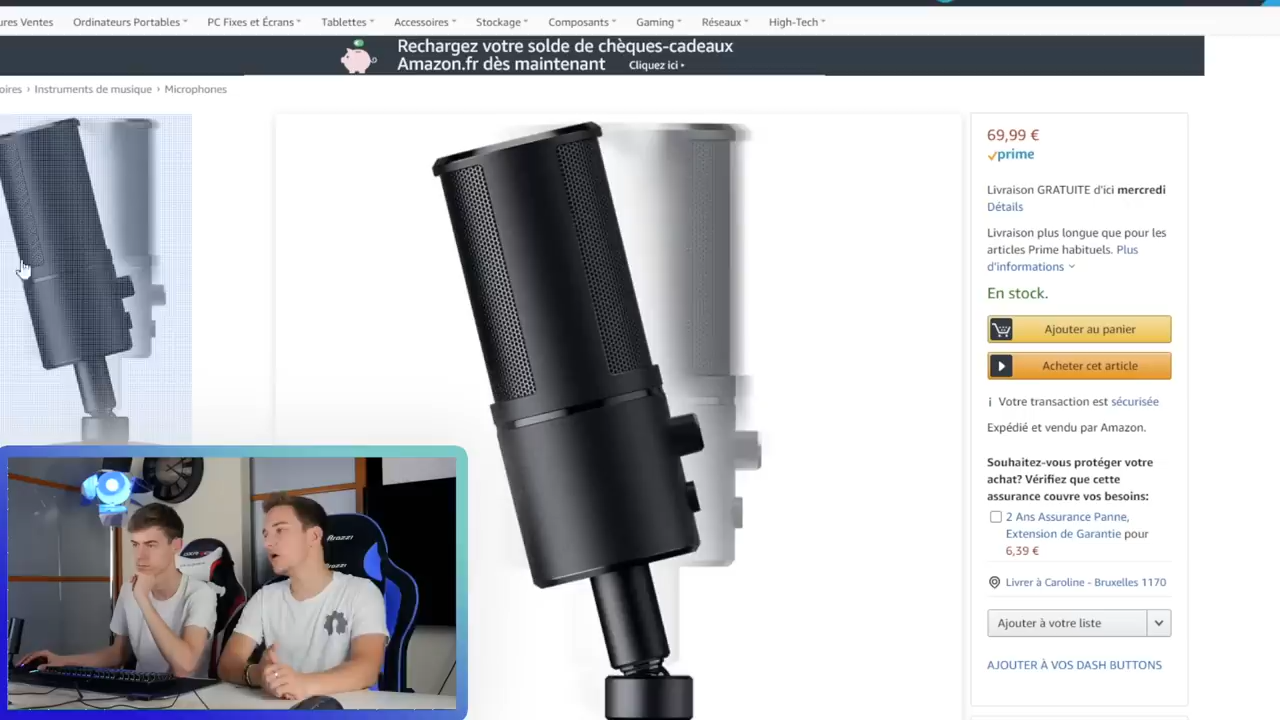 ures Ventes
Ordinateurs Portables
PC Fixes et Écrans
Tablettes
Accessoires
Stockage
Composants
Gaming
Réseaux
High-Tech
Rechargez votre solde de chèques-cadeaux
Amazon.fr dès maintenant Cliquez ici ▸
oires › Instruments de musique › Microphones
69,99 €
prime
Livraison GRATUITE d'ici mercredi
Détails
Livraison plus longue que pour les
articles Prime habituels. Plus
d'informations
En stock.
Ajouter au panier
Acheter cet article
Votre transaction est sécurisée
Expédié et vendu par Amazon.
Souhaitez-vous protéger votre
achat? Vérifiez que cette
assurance couvre vos besoins:
2 Ans Assurance Panne,
Extension de Garantie pour
6,39 €
Livrer à Caroline - Bruxelles 1170
Ajouter à votre liste
AJOUTER À VOS DASH BUTTONS
Arozzi